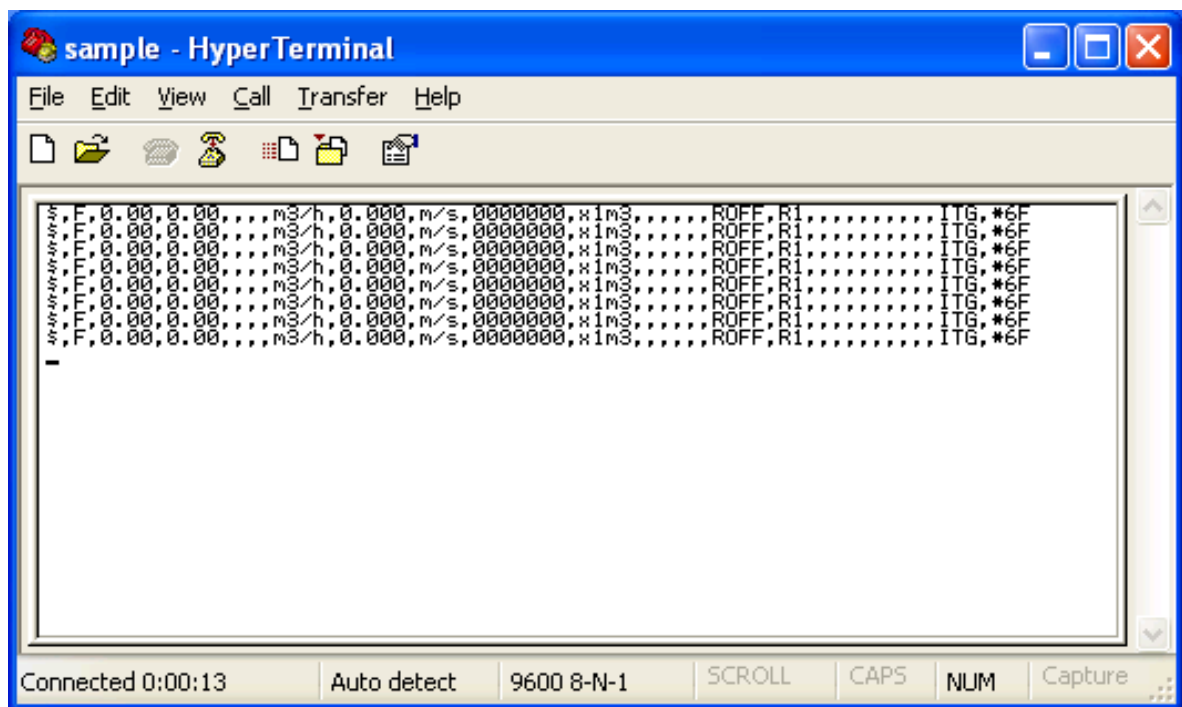 sample - HyperTerminal
File Edit View Call Transfer Help
$,F,0.00,0.00,,,,m3/h,0.000,m/s,0000000,x1m3,,,,,,ROFF,R1,,,,,,,,,,ITG,*6F
$,F,0.00,0.00,,,,m3/h,0.000,m/s,0000000,x1m3,,,,,,ROFF,R1,,,,,,,,,,ITG,*6F
$,F,0.00,0.00,,,,m3/h,0.000,m/s,0000000,x1m3,,,,,,ROFF,R1,,,,,,,,,,ITG,*6F
$,F,0.00,0.00,,,,m3/h,0.000,m/s,0000000,x1m3,,,,,,ROFF,R1,,,,,,,,,,ITG,*6F
$,F,0.00,0.00,,,,m3/h,0.000,m/s,0000000,x1m3,,,,,,ROFF,R1,,,,,,,,,,ITG,*6F
$,F,0.00,0.00,,,,m3/h,0.000,m/s,0000000,x1m3,,,,,,ROFF,R1,,,,,,,,,,ITG,*6F
$,F,0.00,0.00,,,,m3/h,0.000,m/s,0000000,x1m3,,,,,,ROFF,R1,,,,,,,,,,ITG,*6F
$,F,0.00,0.00,,,,m3/h,0.000,m/s,0000000,x1m3,,,,,,ROFF,R1,,,,,,,,,,ITG,*6F
Connected 0:00:13 Auto detect 9600 8-N-1 SCROLL CAPS NUM Capture